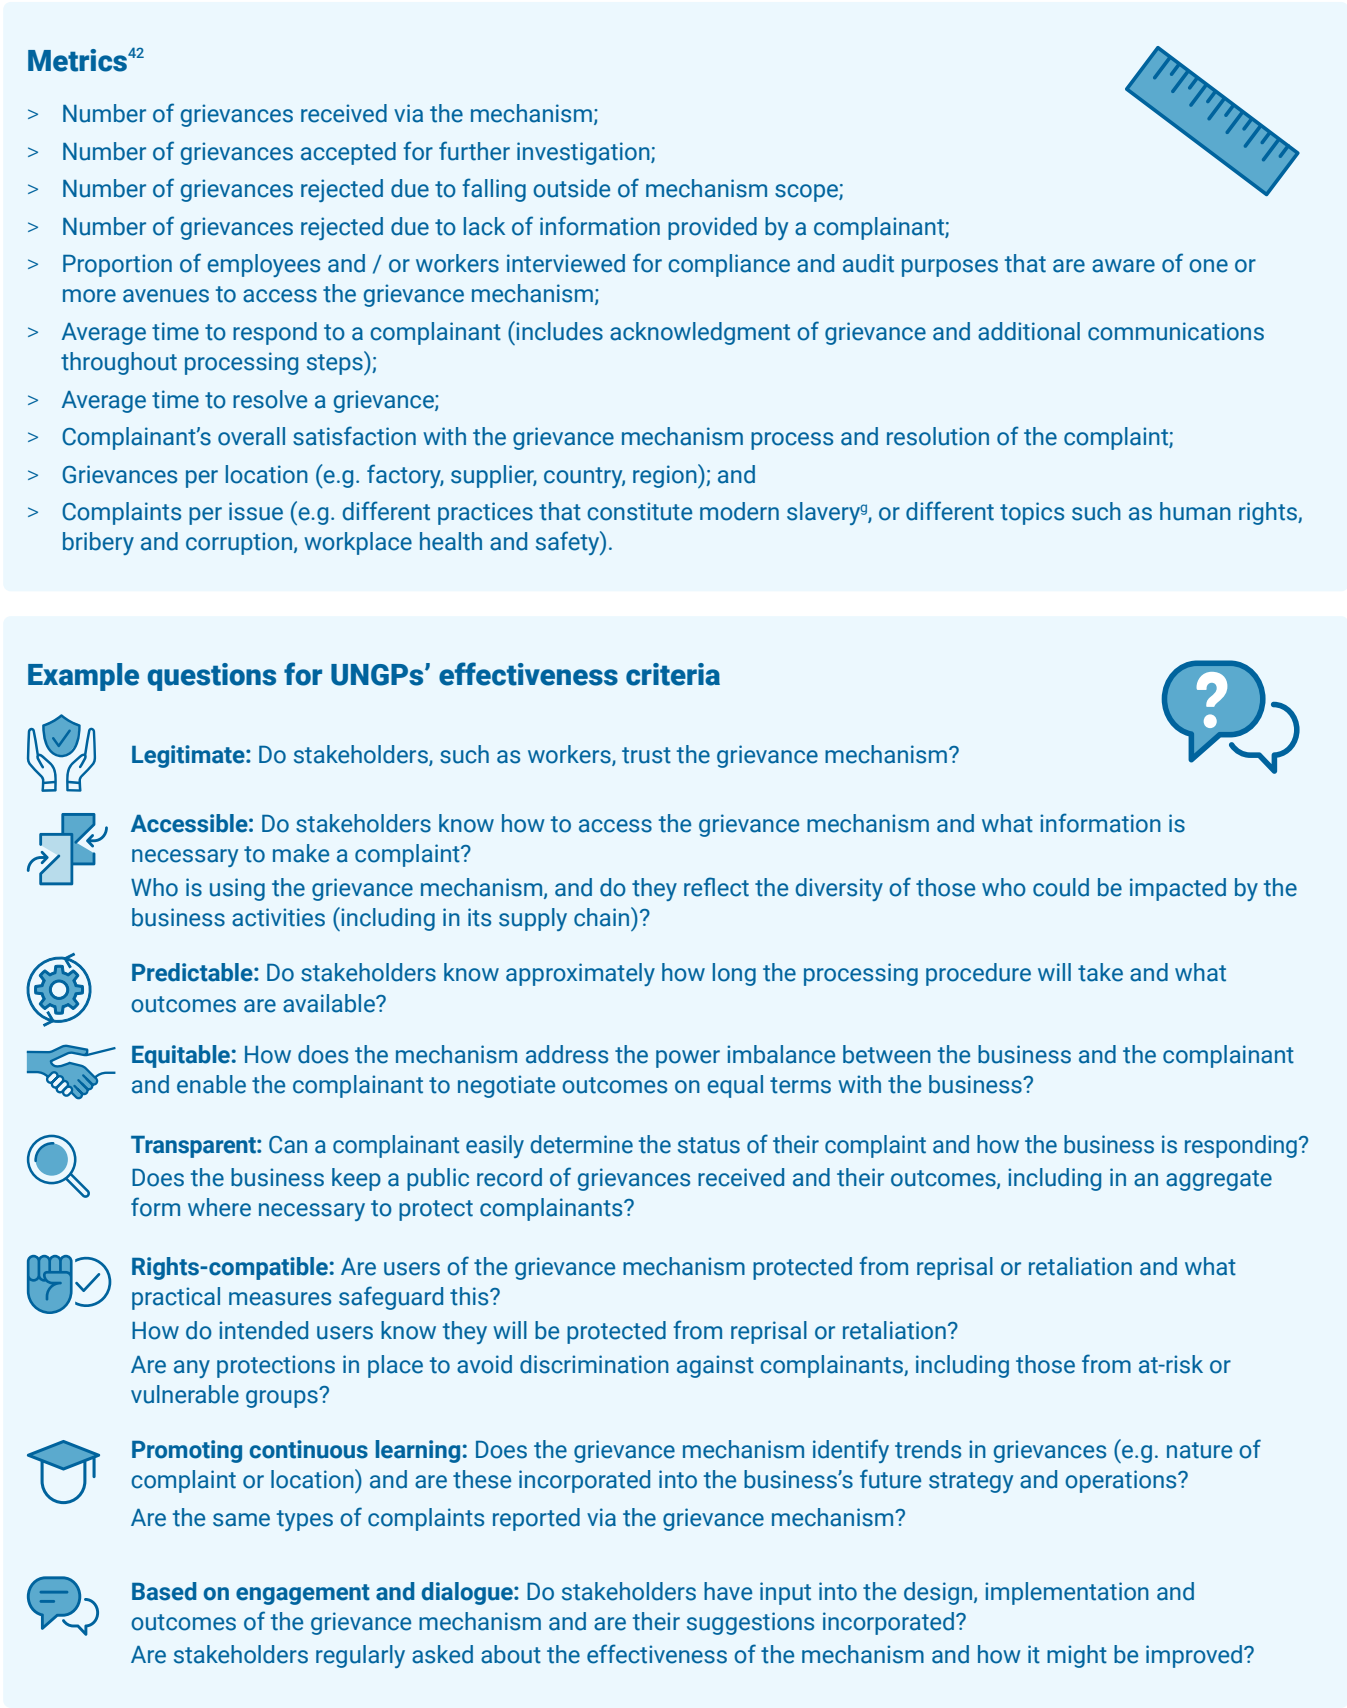 Metrics42
> Number of grievances received via the mechanism;
> Number of grievances accepted for further investigation;
> Number of grievances rejected due to falling outside of mechanism scope;
> Number of grievances rejected due to lack of information provided by a complainant;
> Proportion of employees and / or workers interviewed for compliance and audit purposes that are aware of one or
more avenues to access the grievance mechanism;
> Average time to respond to a complainant (includes acknowledgment of grievance and additional communications
throughout processing steps);
> Average time to resolve a grievance;
> Complainant's overall satisfaction with the grievance mechanism process and resolution of the complaint;
> Grievances per location (e.g. factory, supplier, country, region); and
> Complaints per issue (e.g. different practices that constitute modern slaveryg, or different topics such as human rights,
bribery and corruption, workplace health and safety).
Example questions for UNGPs' effectiveness criteria
?
Legitimate: Do stakeholders, such as workers, trust the grievance mechanism?
Accessible: Do stakeholders know how to access the grievance mechanism and what information is
necessary to make a complaint?
Who is using the grievance mechanism, and do they reflect the diversity of those who could be impacted by the
business activities (including in its supply chain)?
Predictable: Do stakeholders know approximately how long the processing procedure will take and what
outcomes are available?
Equitable: How does the mechanism address the power imbalance between the business and the complainant
and enable the complainant to negotiate outcomes on equal terms with the business?
Transparent: Can a complainant easily determine the status of their complaint and how the business is responding?
Does the business keep a public record of grievances received and their outcomes, including in an aggregate
form where necessary to protect complainants?
Rights-compatible: Are users of the grievance mechanism protected from reprisal or retaliation and what
practical measures safeguard this?
How do intended users know they will be protected from reprisal or retaliation?
Are any protections in place to avoid discrimination against complainants, including those from at-risk or
vulnerable groups?
Promoting continuous learning: Does the grievance mechanism identify trends in grievances (e.g. nature of
complaint or location) and are these incorporated into the business's future strategy and operations?
Are the same types of complaints reported via the grievance mechanism?
Based on engagement and dialogue: Do stakeholders have input into the design, implementation and
outcomes of the grievance mechanism and are their suggestions incorporated?
Are stakeholders regularly asked about the effectiveness of the mechanism and how it might be improved?